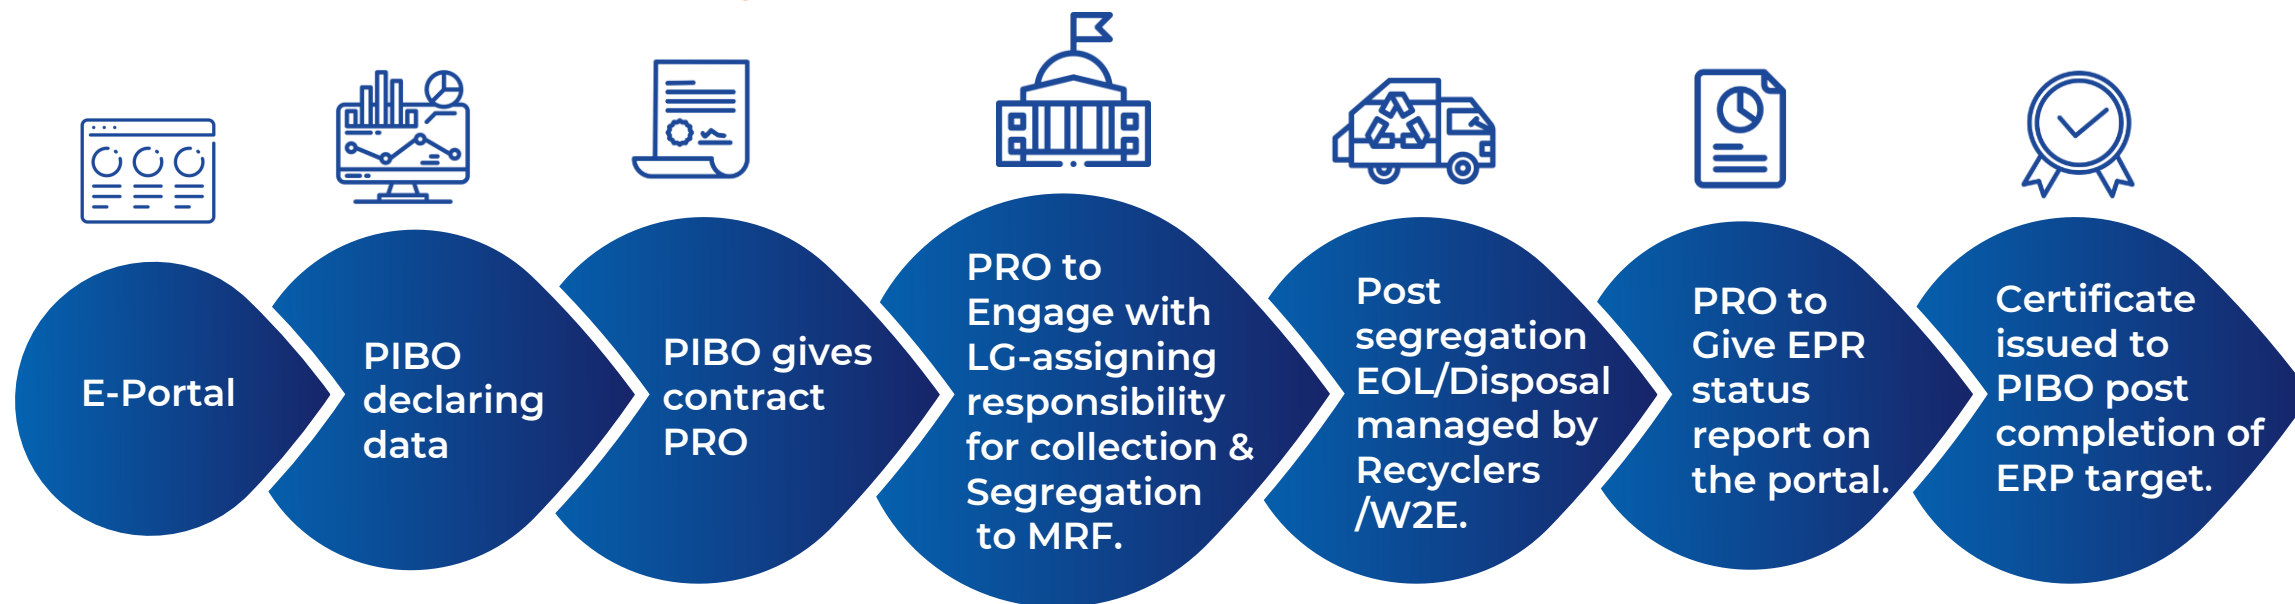 E-Portal
PIBO
declaring
data
PIBO gives
contract
PRO
PRO to
Engage with
LG-assigning
responsibility
for collection &
Segregation
to MRF.
Post
segregation
EOL/Disposal
managed by
Recyclers
/W2E.
PRO to
Give EPR
status
report on
the portal.
Certificate
issued to
PIBO post
completion of
ERP target.